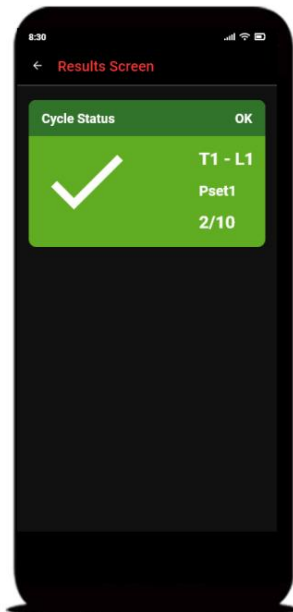 8:30
Results Screen
Cycle Status OK
T1 - L1
Pset1
2/10